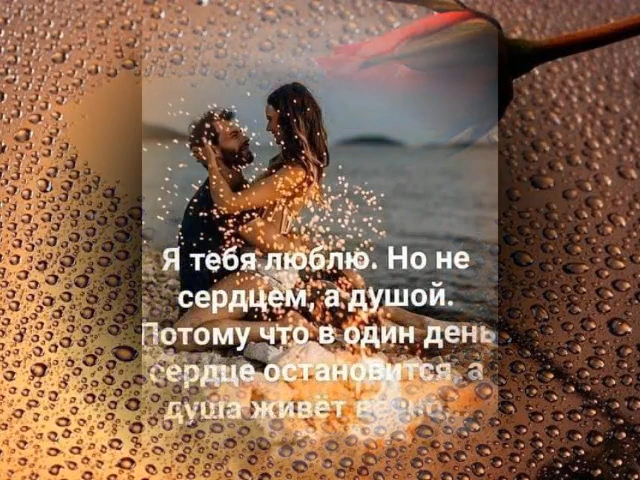 Я тебя люблю. Но не
сердцем, а душой.
Потому что в один день
сердце остановится, а
душа живёт